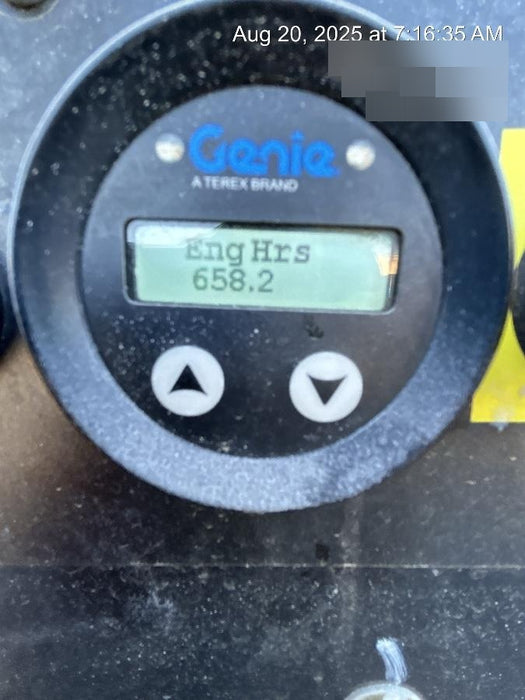 Aug 20, 2025 at 7:16:35 AM
Genie
A TEREX BRAND
Eng Hrs
658.2